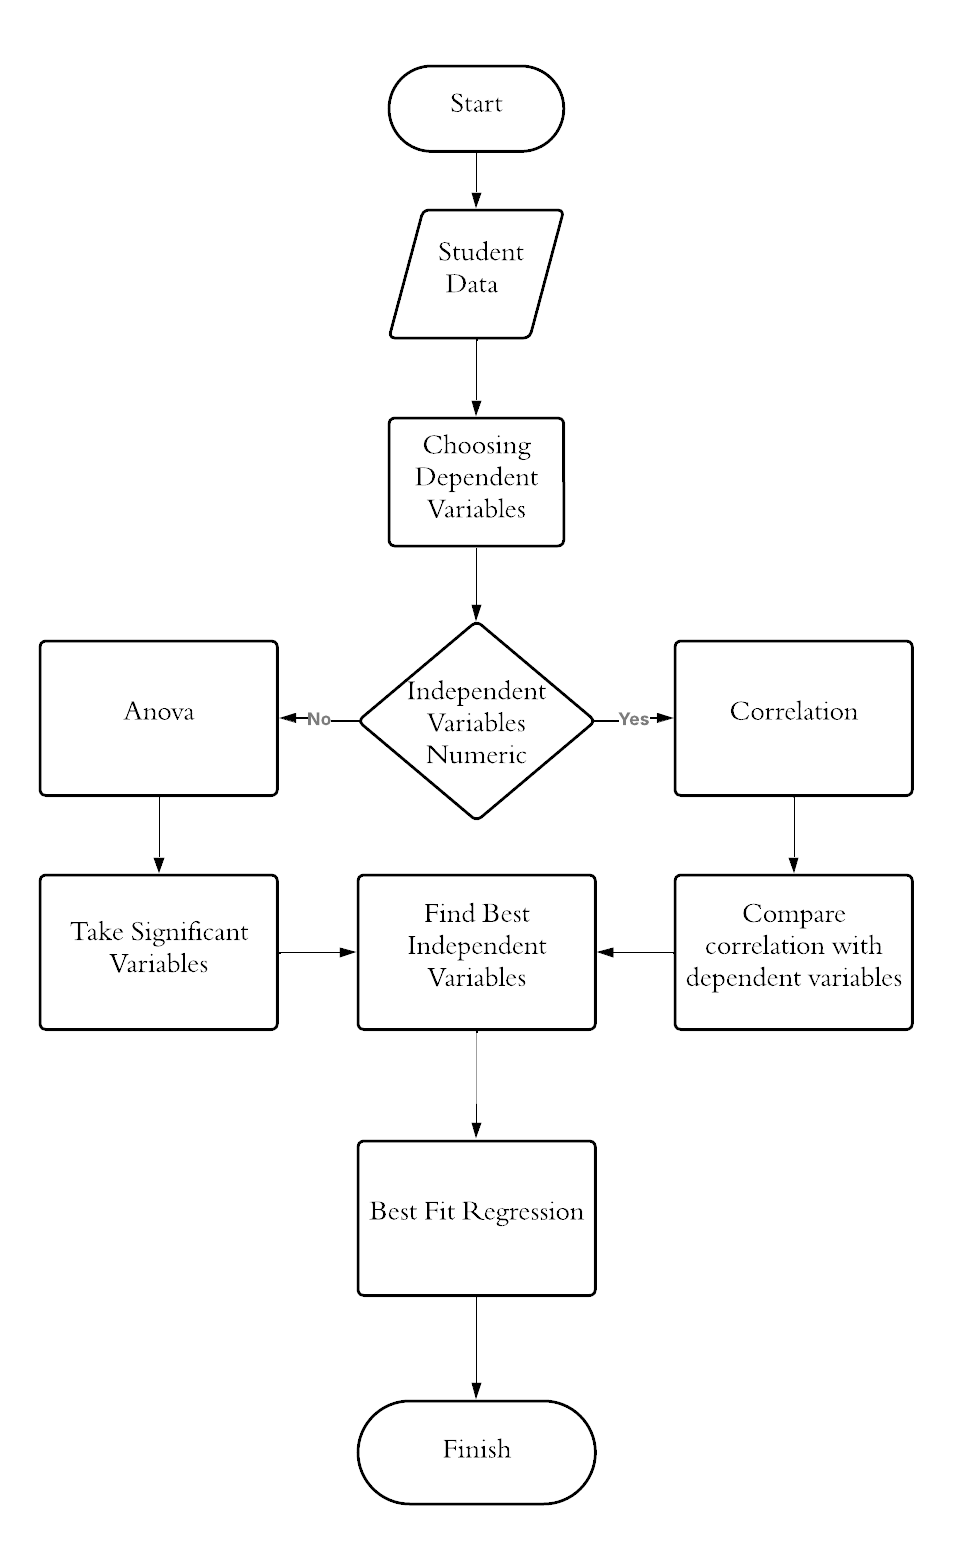 Start
Student
Data
Choosing
Dependent
Variables
Independent
Variables
Numeric
No
Yes
Anova
Correlation
Take Significant
Variables
Find Best
Independent
Variables
Compare
correlation with
dependent variables
Best Fit Regression
Finish